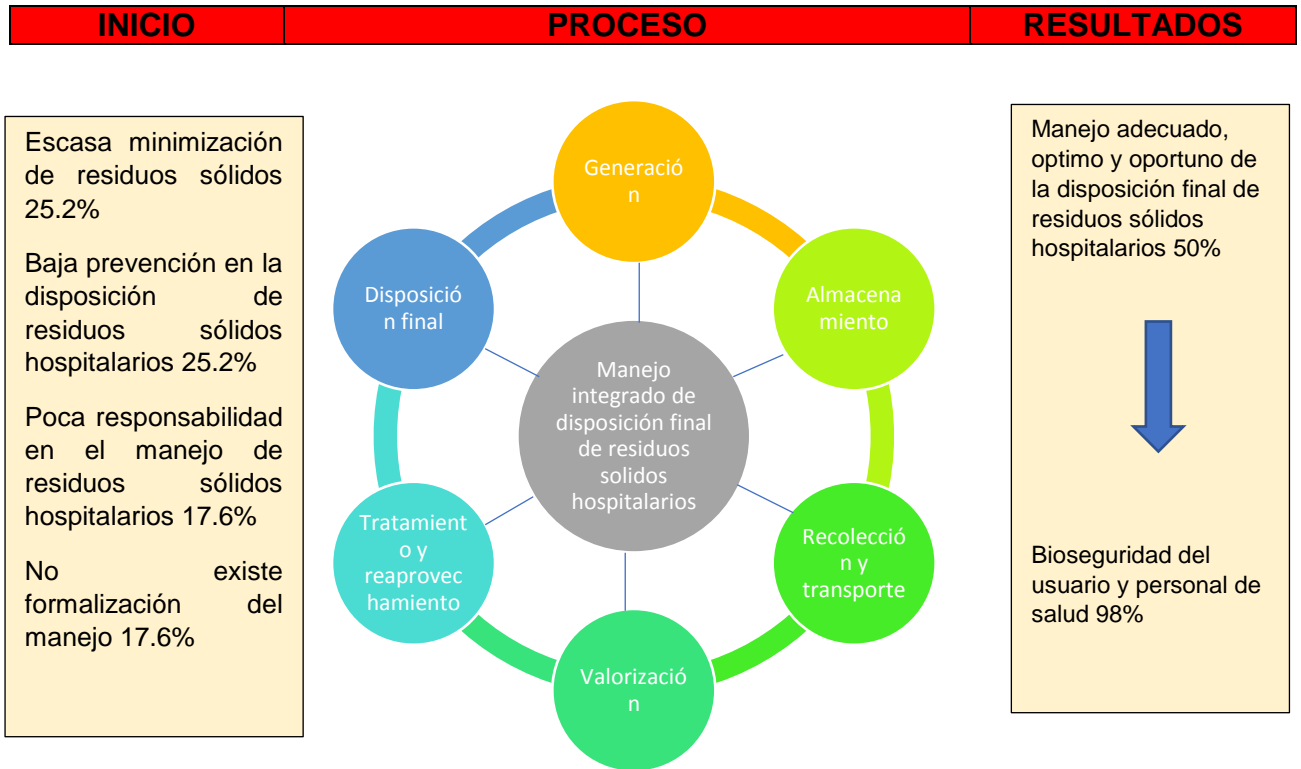 INICIO
PROCESO
RESULTADOS
Escasa minimización
de residuos sólidos
25.2%
Baja prevención en la
disposición de
residuos sólidos
hospitalarios 25.2%
Poca responsabilidad
en el manejo de
residuos sólidos
hospitalarios 17.6%
No existe
formalización del
manejo 17.6%
Generació
n
Almacena
miento
Recolecció
n y
transporte
Valorizació
n
Tratamient
o y
reaprovec
hamiento
Disposició
n final
Manejo
integrado de
disposición final
de residuos
solidos
hospitalarios
Manejo adecuado,
optimo y oportuno de
la disposición final de
residuos sólidos
hospitalarios 50%
Bioseguridad del
usuario y personal de
salud 98%